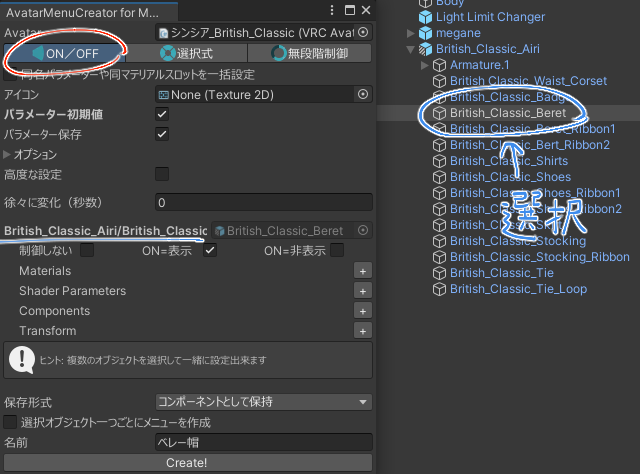 AvatarMenuCreator for M...
Avatar
シンシア_British_Classic (VRC Avat
ON／OFF
選択式
無段階制御
同名パラメーターや同マテリアルスロットを一括設定
アイコン
None (Texture 2D)
パラメーター初期値
パラメーター保存
オプション
高度な設定
徐々に変化（秒数）
0
British_Classic_Airi/British_Classic
British_Classic_Beret
制御しない
ON=表示
ON=非表示
Materials
+
Shader Parameters
+
Components
+
Transform
+
ヒント: 複数のオブジェクトを選択して一緒に設定出来ます
保存形式
コンポーネントとして保持
選択オブジェクト一つごとにメニューを作成
名前
ベレー帽
Create!
Body
Light Limit Changer
megane
British_Classic_Airi
Armature.1
British_Classic_Waist_Corset
British_Classic_Badg
British_Classic_Beret
British_Classic_Beret_Ribbon1
British_Classic_Bert_Ribbon2
British_Classic_Shirts
British_Classic_Shoes
British_Classic_Shoes_Ribbon1
British_Classic_S
s_Ribbon2
British_Classic_Sk
British_Classic_Stocking
British_Classic_Stocking_Ribbon
British_Classic_Tie
British_Classic_Tie_Loop
選択